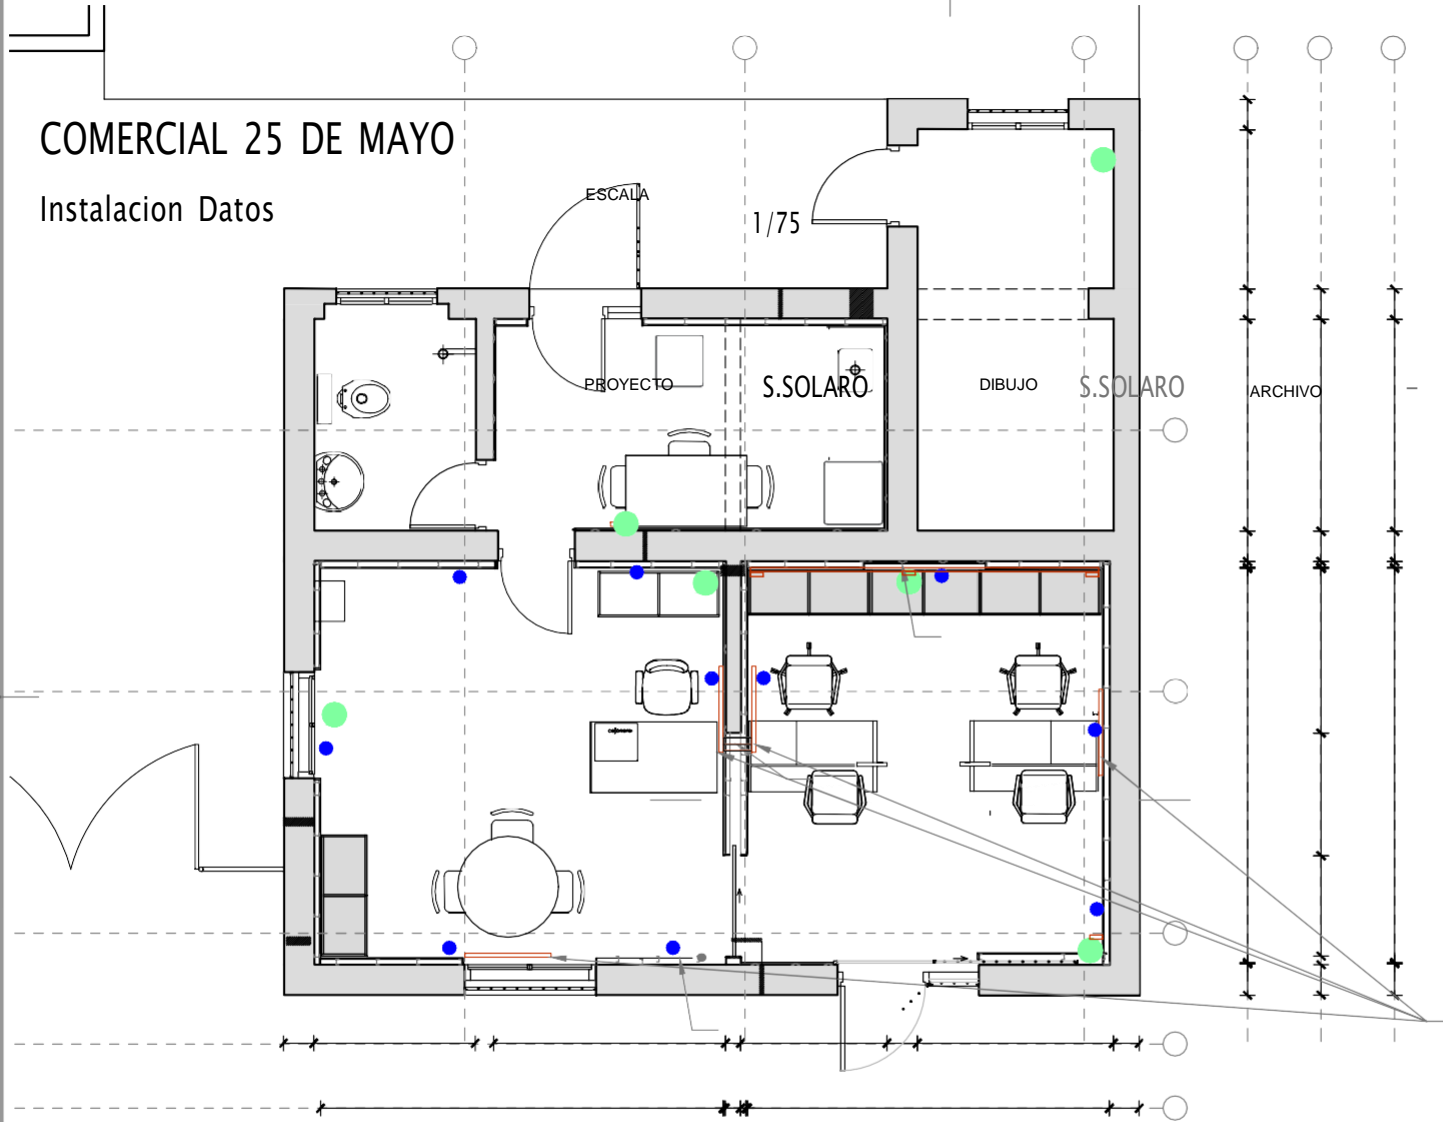 COMERCIAL 25 DE MAYO
Instalacion Datos
ESCALA
1/75
PROYECTO
S.SOLARO
DIBUJO
S.SOLARO
ARCHIVO